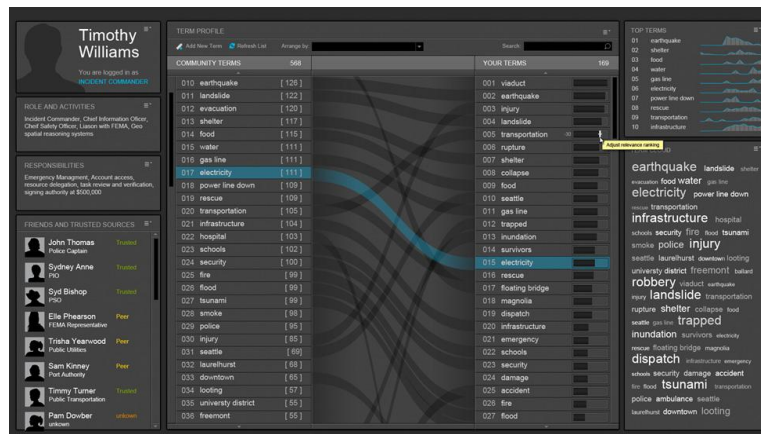 Timothy
Williams
You are logged in as
INCIDENT COMMANDER
ROLE AND ACTIVITIES
Incident Commander, Chief Information Oficer,
Cheif Safety Officer, Liason with FEMA, Geo
spatial reasoning systems
RESPONSIBILITIES
Emergency Managment, Account access,
resource delegation, task review and verification,
signing authority at $500,000
FRIENDS AND TRUSTED SOURCES
John Thomas Trusted
Police Captain
Sydney Anne Trusted
PIO
Syd Bishop Trusted
PSO
Elle Phearson Peer
FEMA Representative
Trisha Yearwood Peer
Public Utilities
Sam Kinney Peer
Port Authority
Timmy Turner Trusted
Public Transportation
Pam Dowber unkown
unkown
TERM PROFILE
Add New Term Refresh List Arrange by Search
COMMUNITY TERMS 568
010 earthquake [ 128 ]
011 landslide [ 122 ]
012 evacuation [ 120 ]
013 shelter [ 117 ]
014 food [ 115 ]
015 water [ 111 ]
016 gas line [ 111 ]
017 electricity [ 111 ]
018 power line down [ 109 ]
019 rescue [ 109 ]
020 transportation [ 105 ]
021 infrastructure [ 104 ]
022 hospital [ 103 ]
023 schools [ 102 ]
024 security [ 100 ]
025 fire [ 99 ]
026 flood [ 99 ]
027 tsunami [ 99 ]
028 smoke [ 98 ]
029 police [ 95 ]
030 injury [ 85 ]
031 seattle [ 69]
032 laurelhurst [ 68 ]
033 downtown [ 65 ]
034 looting [ 57 ]
035 universty district [ 55 ]
036 freemont [ 55 ]
YOUR TERMS 169
001 viaduct
002 earthquake
003 injury
004 landslide
005 transportation
006 rupture
007 shelter
008 collapse
009 food
010 seattle
011 gas line
012 trapped
013 inundation
014 survivors
015 electricity
016 rescue
017 floating bridge
018 magnolia
019 dispatch
020 infrastructure
021 emergency
022 schools
023 security
024 damage
025 accident
026 fire
027 flood
Adjust relevance ranking
TOP TERMS
01 earthquake
02 shelter
03 food
04 water
05 gas line
06 electricity
07 power line down
08 rescue
09 transportation
10 infrastructure
earthquake landslide shelter
evacuation food water gas line
electricity power line down
rescue transportation
infrastructure hospital
schools security fire flood tsunami
smoke police injury
seattle laurelhurst downtown looting
universty district freemont ballard
robbery viaduct earthquake
injury landslide transportation
rupture shelter collapse food
seattle gas line trapped
inundation survivors electricity
rescue floating bridge magnolia
dispatch infrastructure emergency
schools security damage accident
fire flood tsunami transportation
police ambulance seattle
laurelhurst downtown looting